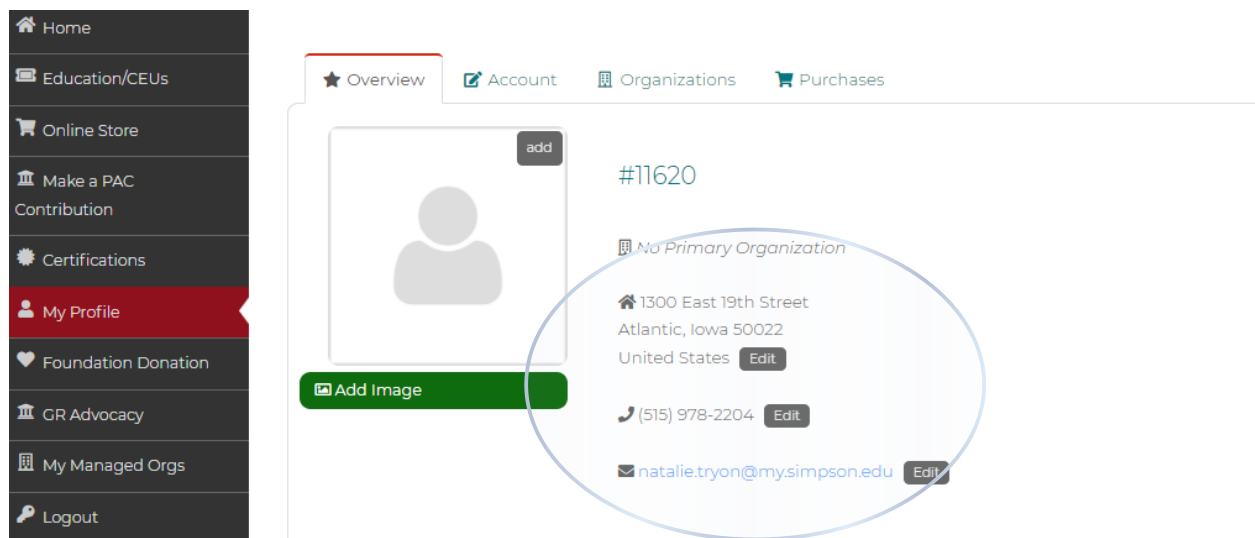 Home
Education/CEUs
Online Store
Make a PAC
Contribution
Certifications
My Profile
Foundation Donation
GR Advocacy
My Managed Orgs
Logout
Overview Account Organizations Purchases
add
Add Image
#11620
No Primary Organization
1300 East 19th Street
Atlantic, Iowa 50022
United States Edit
(515) 978-2204 Edit
natalie.tryon@my.simpson.edu Edit